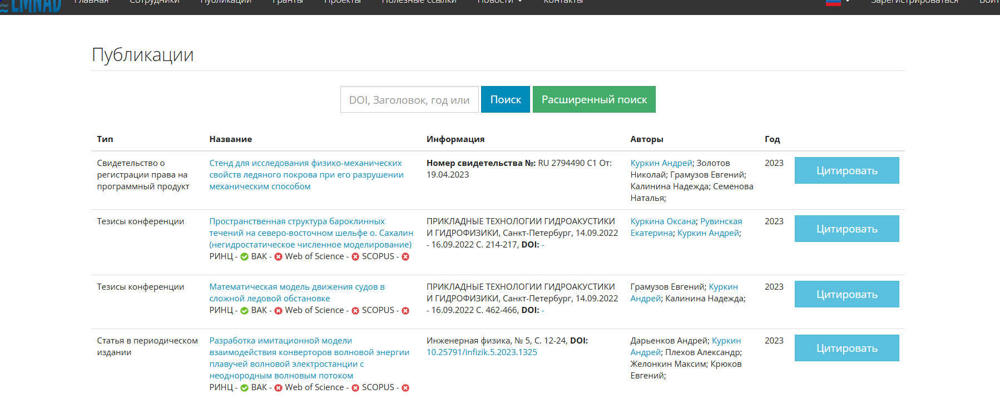 LMNAD Главная Сотрудники Публикации Гранты Проекты Полезные ссылки Новости Контакты Зарегистрироваться Войти
Публикации
DOI, Заголовок, год или Поиск Расширенный поиск
Тип Название Информация Авторы Год
Свидетельство о
регистрации права на
программный продукт
Стенд для исследования физико-механических
свойств ледяного покрова при его разрушении
механическим способом
Номер свидетельства №: RU 2794490 C1 От:
19.04.2023
Куркин Андрей; Золотов
Николай; Грамузов Евгений;
Калинина Надежда; Семенова
Наталья;
2023
Цитировать
Тезисы конференции
Пространственная структура бароклинных
течений на северо-восточном шельфе о. Сахалин
(негидростатическое численное моделирование)
РИНЦ - ВАК - Web of Science - SCOPUS -
ПРИКЛАДНЫЕ ТЕХНОЛОГИИ ГИДРОАКУСТИКИ
И ГИДРОФИЗИКИ, Санкт-Петербург, 14.09.2022
- 16.09.2022 С. 214-217, DOI: -
Куркина Оксана; Рувинская
Екатерина; Куркин Андрей;
2023
Цитировать
Тезисы конференции
Математическая модель движения судов в
сложной ледовой обстановке
РИНЦ - ВАК - Web of Science - SCOPUS -
ПРИКЛАДНЫЕ ТЕХНОЛОГИИ ГИДРОАКУСТИКИ
И ГИДРОФИЗИКИ, Санкт-Петербург, 14.09.2022
- 16.09.2022 С. 462-466, DOI: -
Грамузов Евгений; Куркин
Андрей; Калинина Надежда;
2023
Цитировать
Статья в периодическом
издании
Разработка имитационной модели
взаимодействия конверторов волновой энергии
плавучей волновой электростанции с
неоднородным волновым потоком
РИНЦ - ВАК - Web of Science - SCOPUS -
Инженерная физика, № 5, С. 12-24, DOI:
10.25791/infizik.5.2023.1325
Дарьенков Андрей; Куркин
Андрей; Плехов Александр;
Желонкин Максим; Крюков
Евгений;
2023
Цитировать